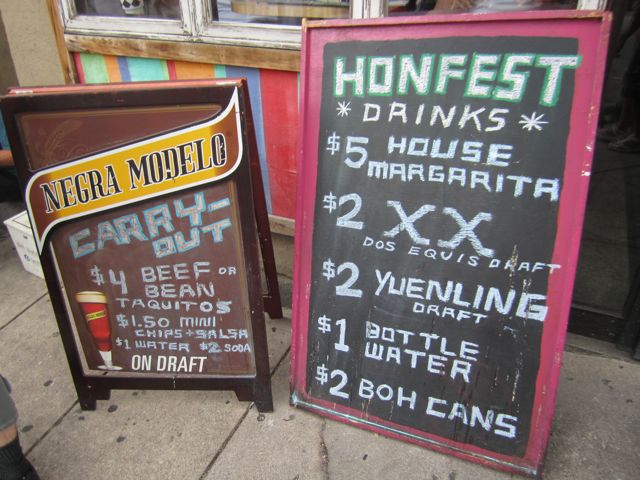 NEGRA MODELO
CARRY-
OUT
$4 BEEF OR
BEAN
TAQUITOS
$1.50 MINI
CHIPS + SALSA
$1 WATER $2 SODA
ON DRAFT
HONFEST
* DRINKS *
$5 HOUSE
MARGARITA
$2 XX
DOS EQUIS DRAFT
$2 YUENLING
DRAFT
$1 BOTTLE
WATER
$2 BOH CANS